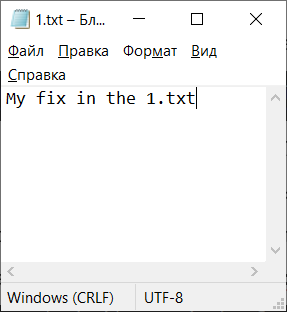 1.txt – Бл...
Файл Правка Формат Вид
Справка
My fix in the 1.txt
Windows (CRLF) UTF-8